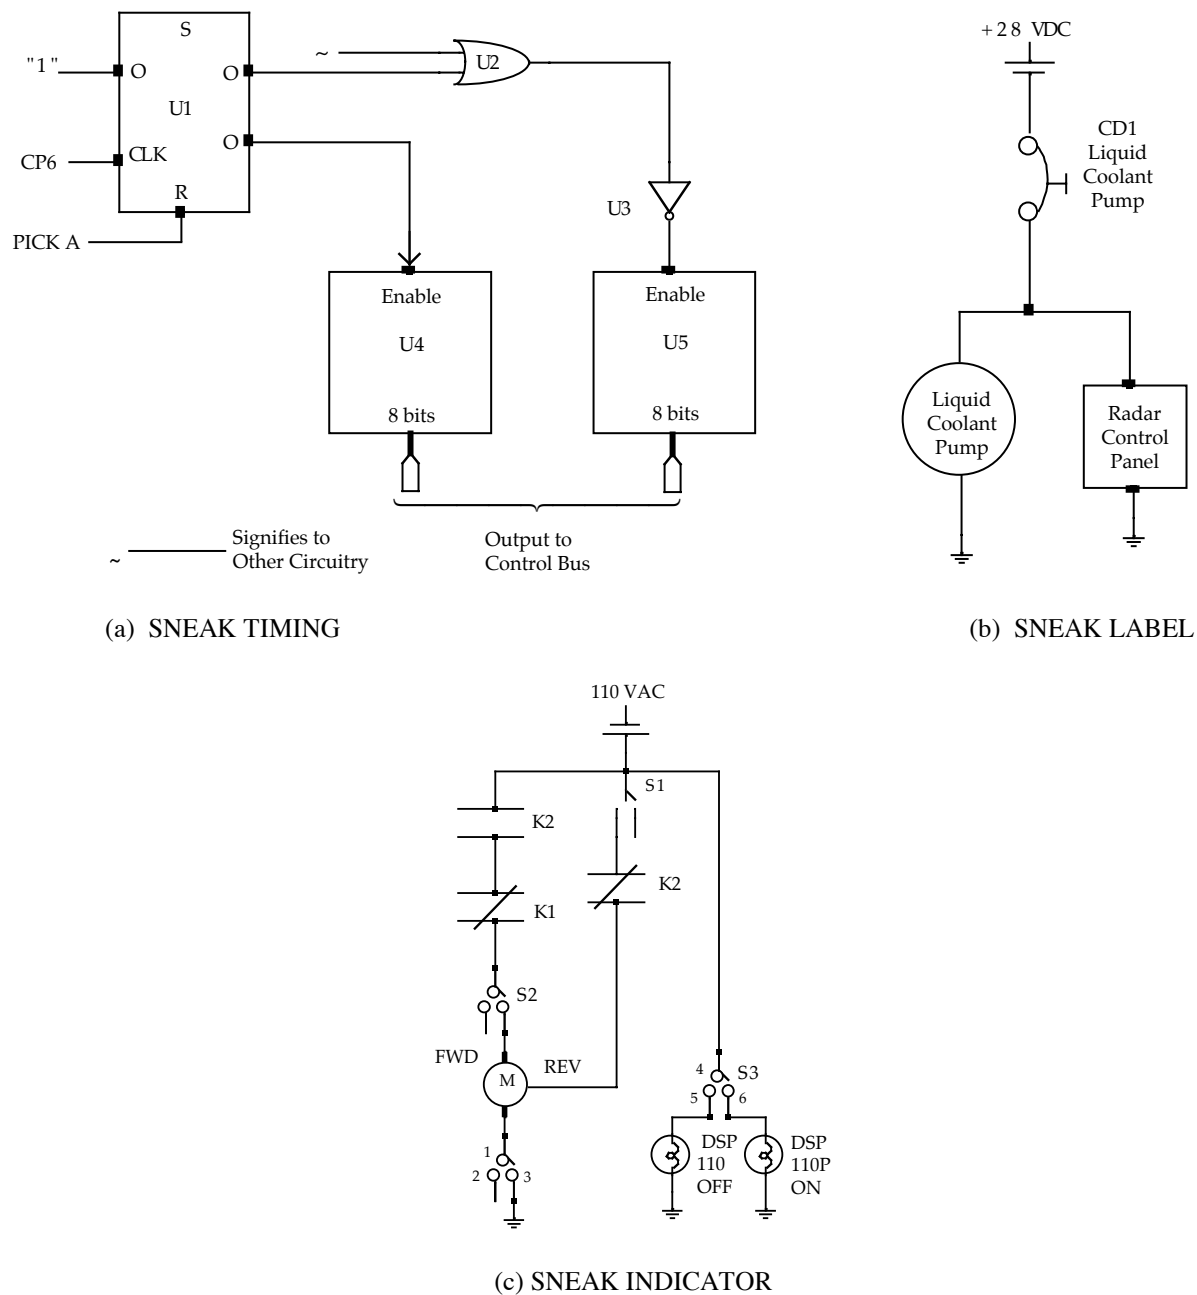 S
"1"
O
O
U1
O
CP6
CLK
R
PICK A
~
U2
U3
Enable
U4
8 bits
Enable
U5
8 bits
~
Signifies to
Other Circuitry
Output to
Control Bus
(a) SNEAK TIMING
+28 VDC
CD1
Liquid
Coolant
Pump
Liquid
Coolant
Pump
Radar
Control
Panel
(b) SNEAK LABEL
110 VAC
S1
K2
K2
K1
S2
FWD
M
REV
1
2
3
4
S3
5
6
DSP
110
OFF
DSP
110P
ON
(c) SNEAK INDICATOR